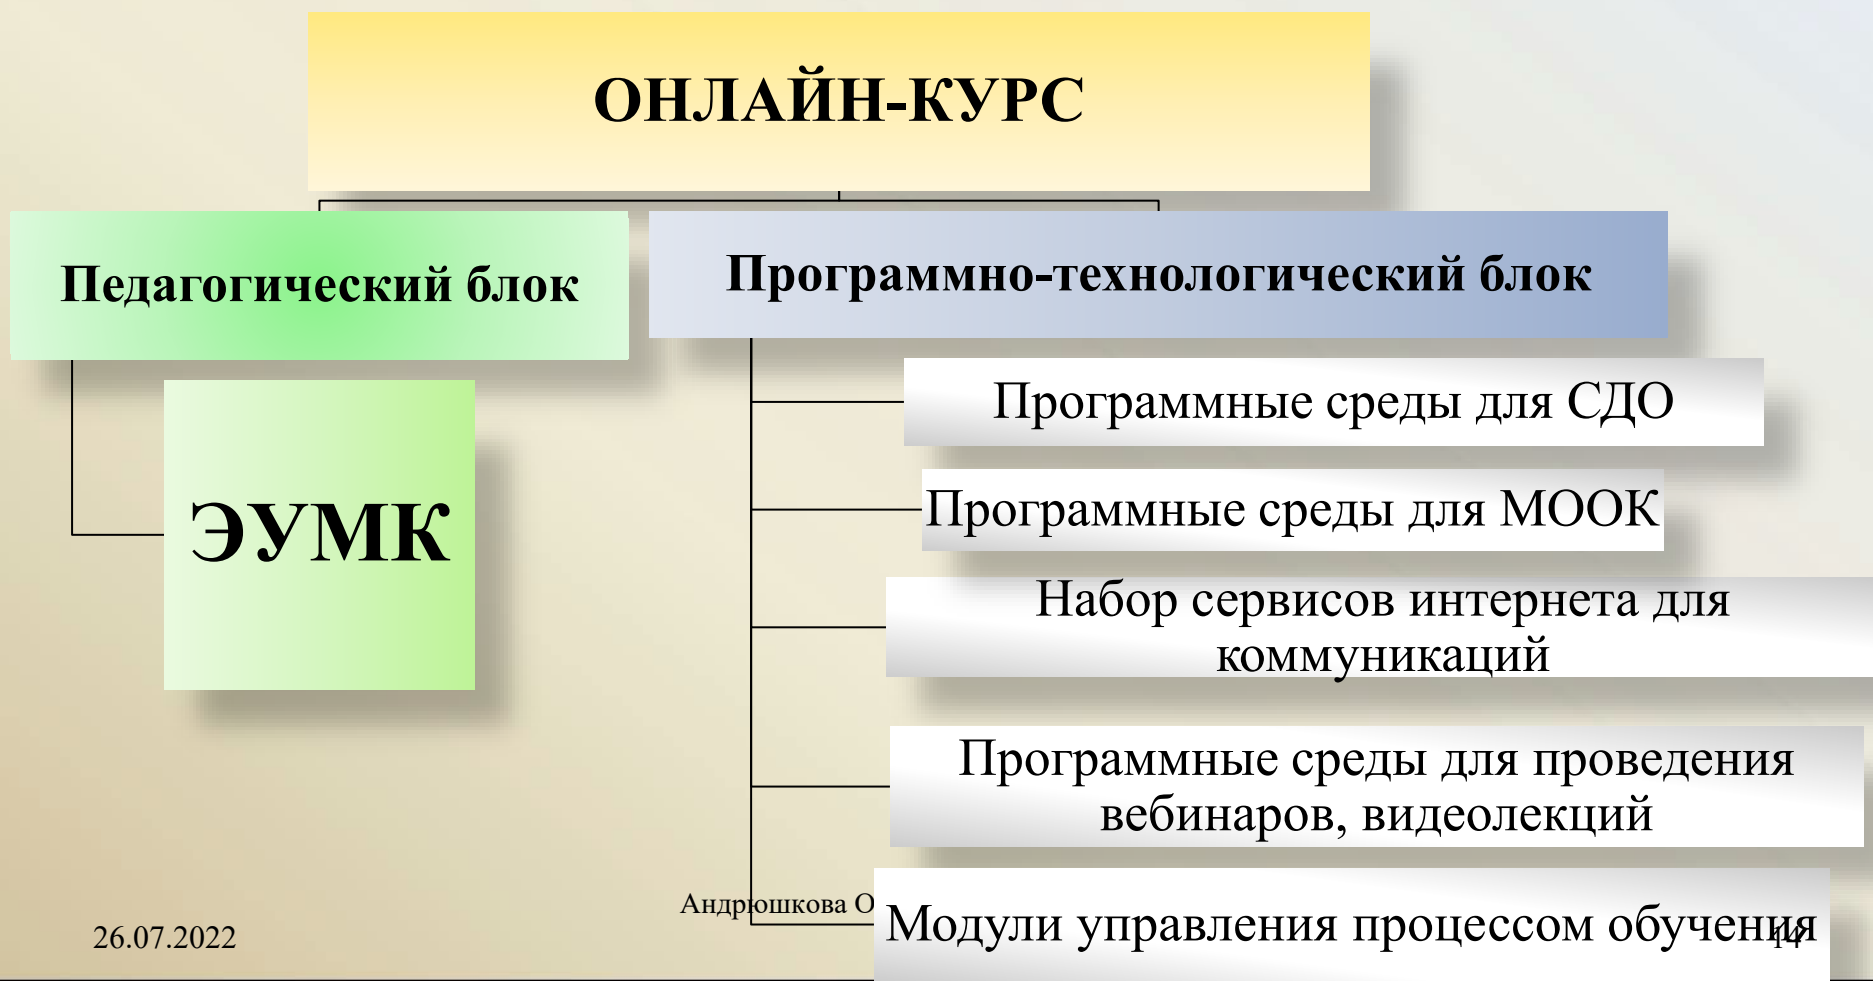 ОНЛАЙН-КУРС
Педагогический блок
Программно-технологический блок
ЭУМК
Программные среды для СДО
Программные среды для МООК
Набор сервисов интернета для
коммуникаций
Программные среды для проведения
вебинаров, видеолекций
Модули управления процессом обучения
26.07.2022
Андрюшкова О
14